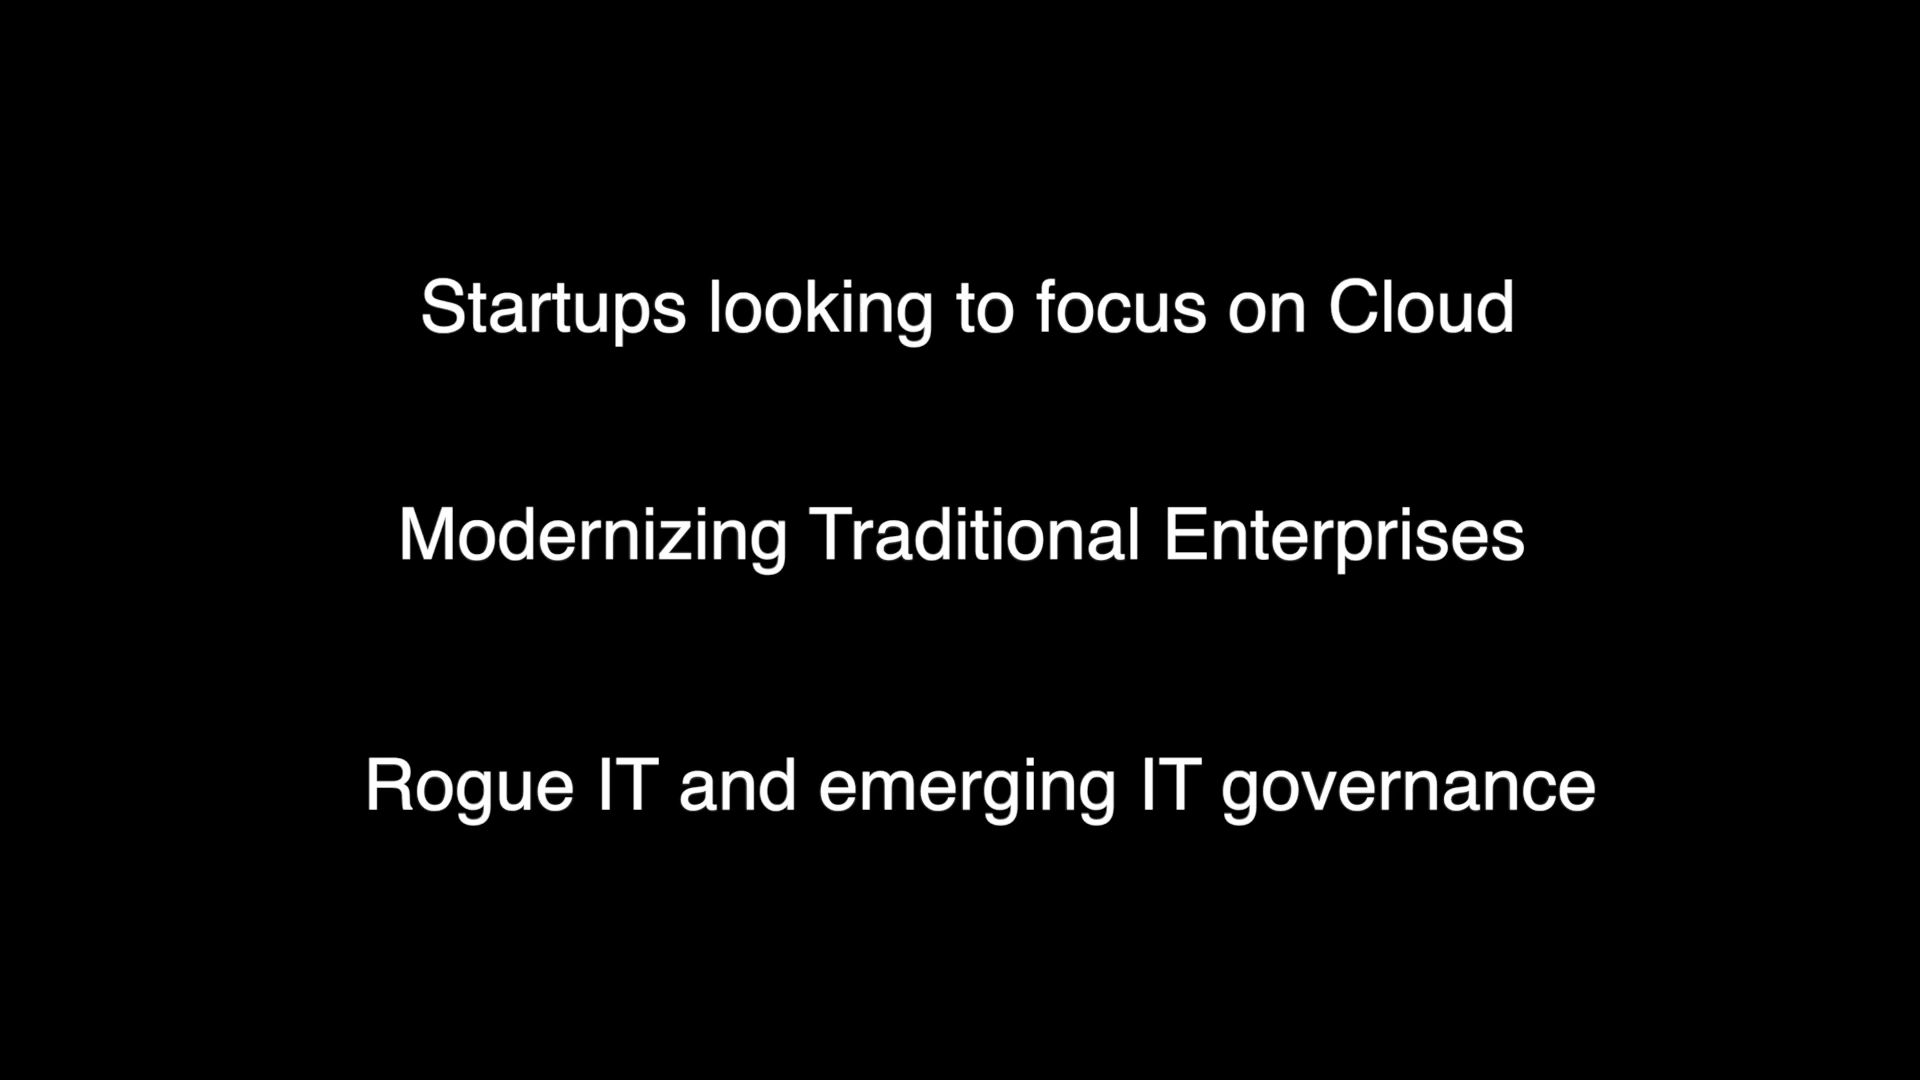 Startups looking to focus on Cloud
Modernizing Traditional Enterprises
Rogue IT and emerging IT governance